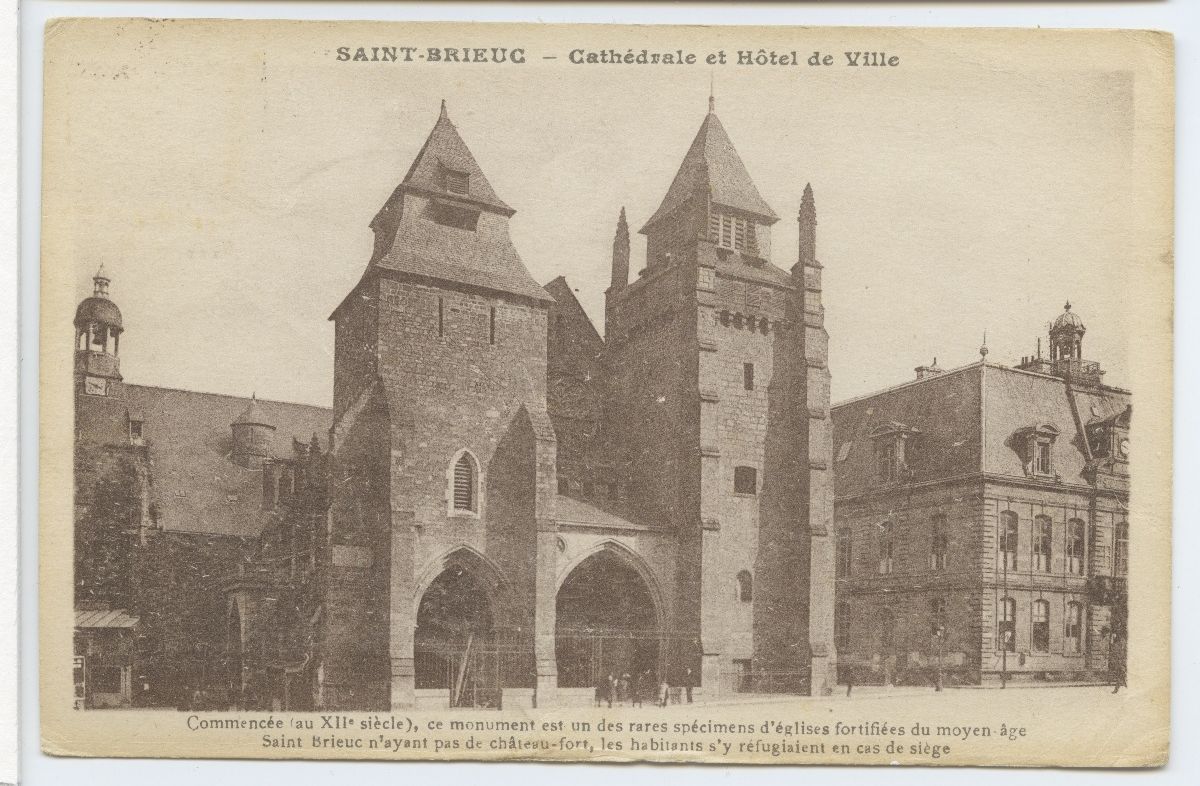 SAINT-BRIEUC – Cathédrale et Hôtel de Ville
Commencée (au XIIe siècle), ce monument est un des rares spécimens d'églises fortifiées du moyen-âge
Saint Brieuc n'ayant pas de château-fort, les habitants s'y réfugiaient en cas de siège